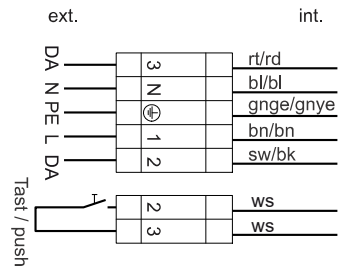 ext. int.
DA 3 rt/rd
N N bl/bl
PE gnge/gnye
L 1 bn/bn
DA 2 sw/bk
Tast / push
2 ws
3 ws